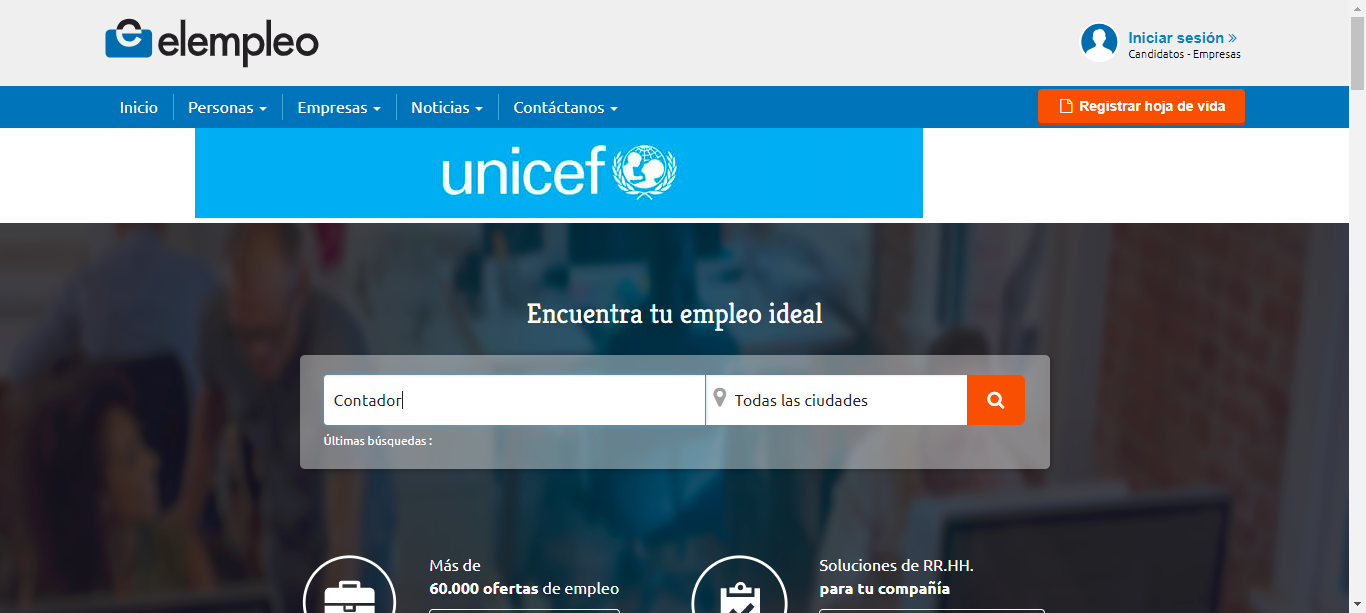 elempleo
Iniciar sesión »
Candidatos - Empresas
Inicio Personas Empresas Noticias Contáctanos
Registrar hoja de vida
unicef
Encuentra tu empleo ideal
Contador Todas las ciudades
Últimas búsquedas :
Más de
60.000 ofertas de empleo
Soluciones de RR.HH.
para tu compañía